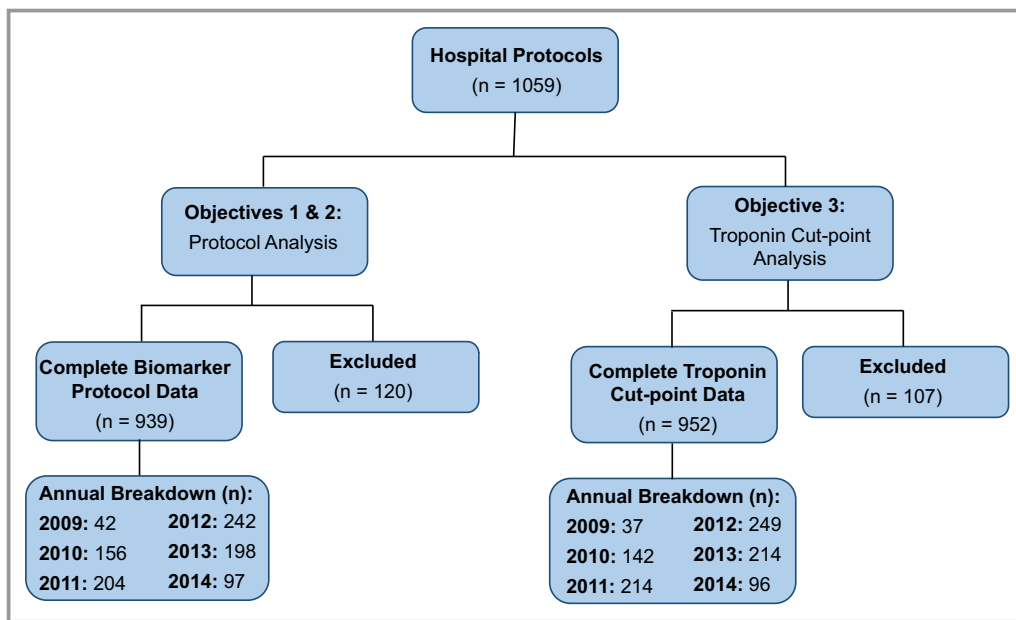 Hospital Protocols
(n = 1059)
Objectives 1 & 2:
Protocol Analysis
Objective 3:
Troponin Cut-point
Analysis
Complete Biomarker
Protocol Data
(n = 939)
Excluded
(n = 120)
Complete Troponin
Cut-point Data
(n = 952)
Excluded
(n = 107)
Annual Breakdown (n):
2009: 42 2012: 242
2010: 156 2013: 198
2011: 204 2014: 97
Annual Breakdown (n):
2009: 37 2012: 249
2010: 142 2013: 214
2011: 214 2014: 96